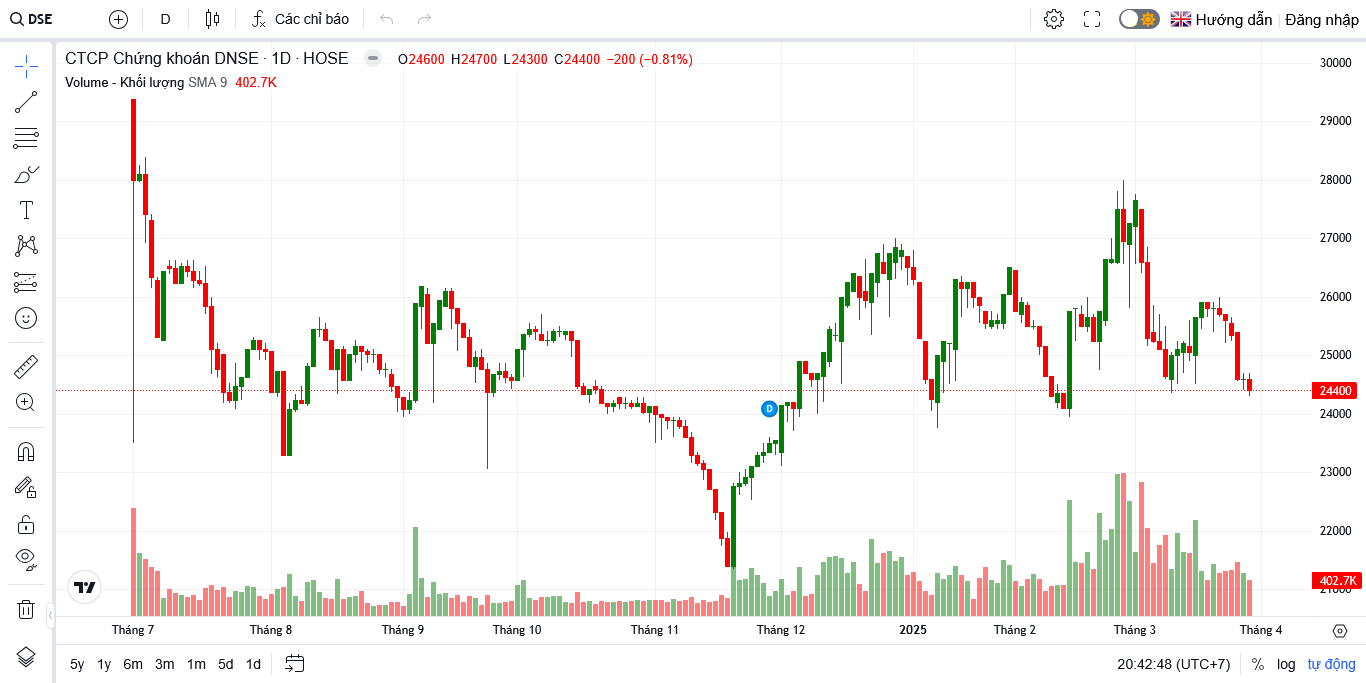 DSE D Các chỉ báo Hướng dẫn Đăng nhập
CTCP Chứng khoán DNSE · 1D · HOSE O24600 H24700 L24300 C24400 −200 (−0.81%)
Volume - Khối lượng SMA 9 402.7K
30000
29000
28000
27000
26000
25000
24400
24000
23000
22000
402.7K
21000
D
Tháng 7 Tháng 8 Tháng 9 Tháng 10 Tháng 11 Tháng 12 2025 Tháng 2 Tháng 3 Tháng 4
5y 1y 6m 3m 1m 5d 1d 20:42:48 (UTC+7) % log tự động